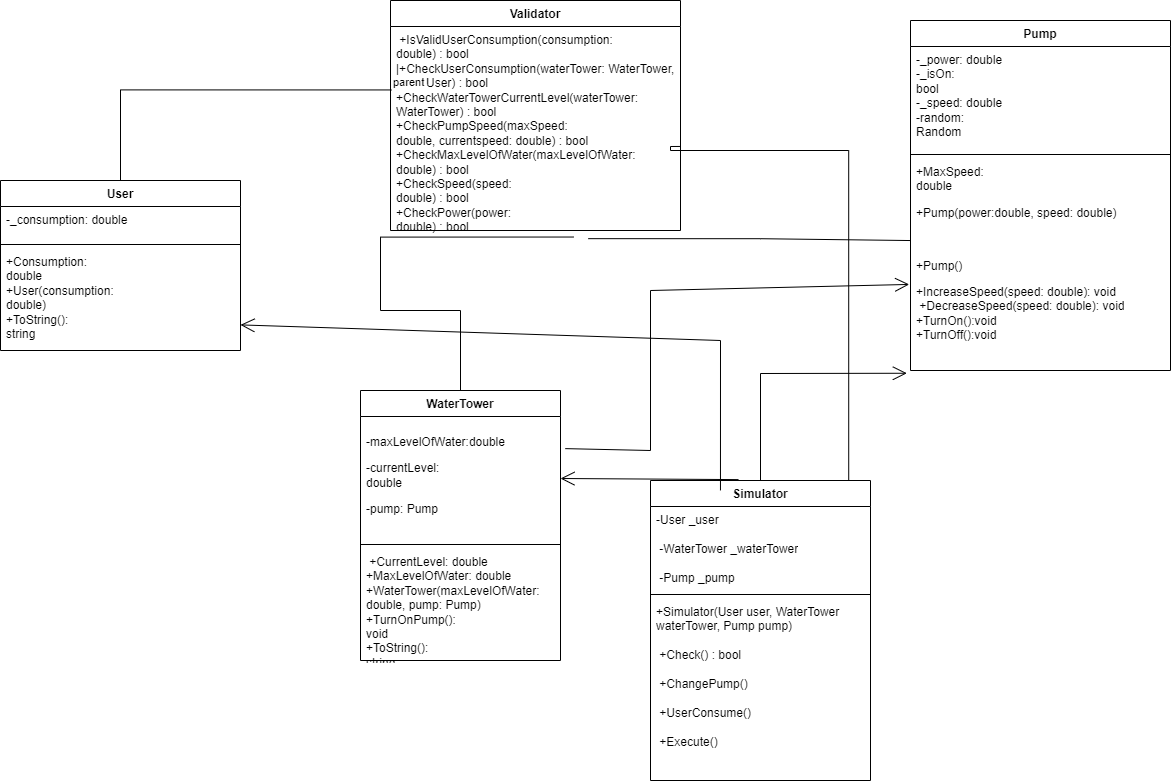 Validator
+IsValidUserConsumption(consumption:
double) : bool
|+CheckUserConsumption(waterTower: WaterTower,
parent User) : bool
+CheckWaterTowerCurrentLevel(waterTower:
WaterTower) : bool
+CheckPumpSpeed(maxSpeed:
double, currentspeed: double) : bool
+CheckMaxLevelOfWater(maxLevelOfWater:
double) : bool
+CheckSpeed(speed:
double) : bool
+CheckPower(power:
double) : bool
Pump
-_power: double
-_isOn:
bool
-_speed: double
-random:
Random
+MaxSpeed:
double
+Pump(power:double, speed: double)
+Pump()
+IncreaseSpeed(speed: double): void
+DecreaseSpeed(speed: double): void
+TurnOn():void
+TurnOff():void
User
-_consumption: double
+Consumption:
double
+User(consumption:
double)
+ToString():
string
WaterTower
-maxLevelOfWater:double
-currentLevel:
double
-pump: Pump
+CurrentLevel: double
+MaxLevelOfWater: double
+WaterTower(maxLevelOfWater:
double, pump: Pump)
+TurnOnPump():
void
+ToString():
Simulator
-User _user
-WaterTower _waterTower
-Pump _pump
+Simulator(User user, WaterTower
waterTower, Pump pump)
+Check() : bool
+ChangePump()
+UserConsume()
+Execute()